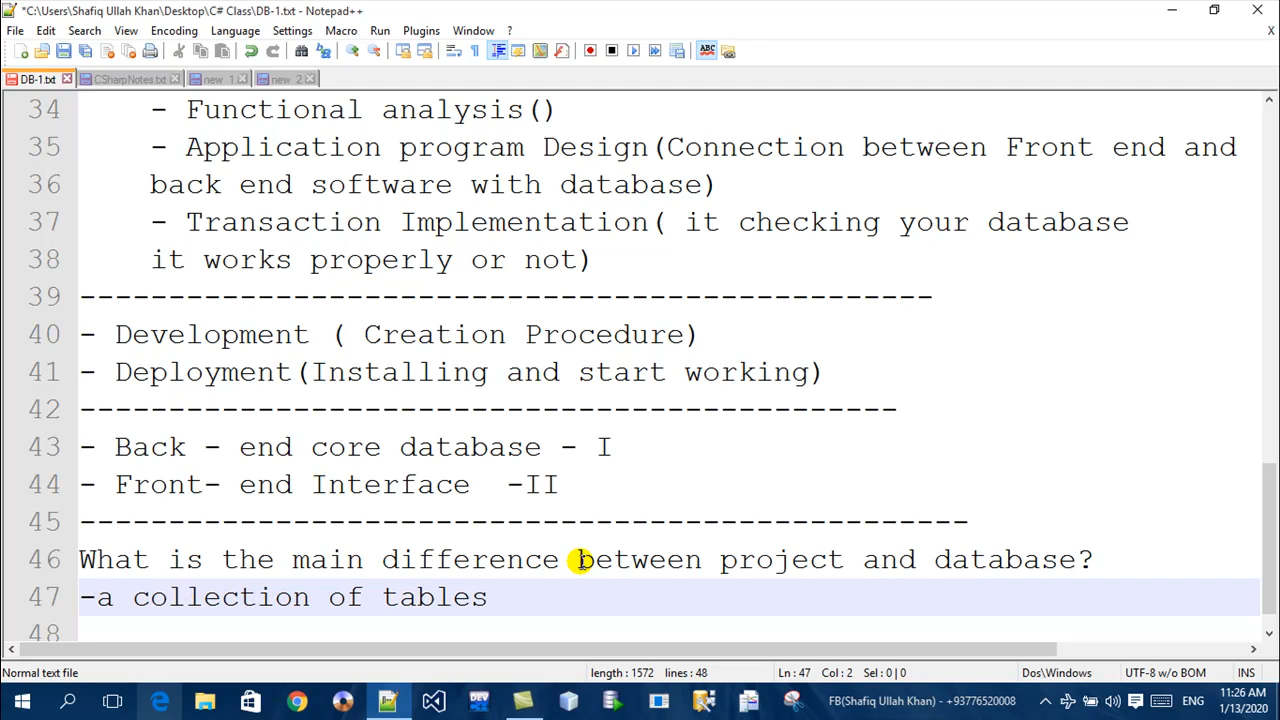 *C:\Users\Shafiq Ullah Khan\Desktop\C# Class\DB-1.txt - Notepad++
File Edit Search View Encoding Language Settings Macro Run Plugins Window ?
X
ABC
DB-1.txt CSharpNotes.txt new 1 new 2
34 - Functional analysis()
35 - Application program Design(Connection between Front end and
36 back end software with database)
37 - Transaction Implementation( it checking your database
38 it works properly or not)
39 ------------------------------------------------
40 - Development ( Creation Procedure)
41 - Deployment(Installing and start working)
42 ----------------------------------------------
43 - Back - end core database - I
44 - Front- end Interface  -II
45 --------------------------------------------------
46 What is the main difference between project and database?
47 -a collection of tables
48
Normal text file length : 1572 lines : 48 Ln : 47 Col : 2 Sel : 0 | 0 Dos\Windows UTF-8 w/o BOM INS
DEV FB(Shafiq Ullah Khan) - +93776520008 ENG 11:26 AM
1/13/2020